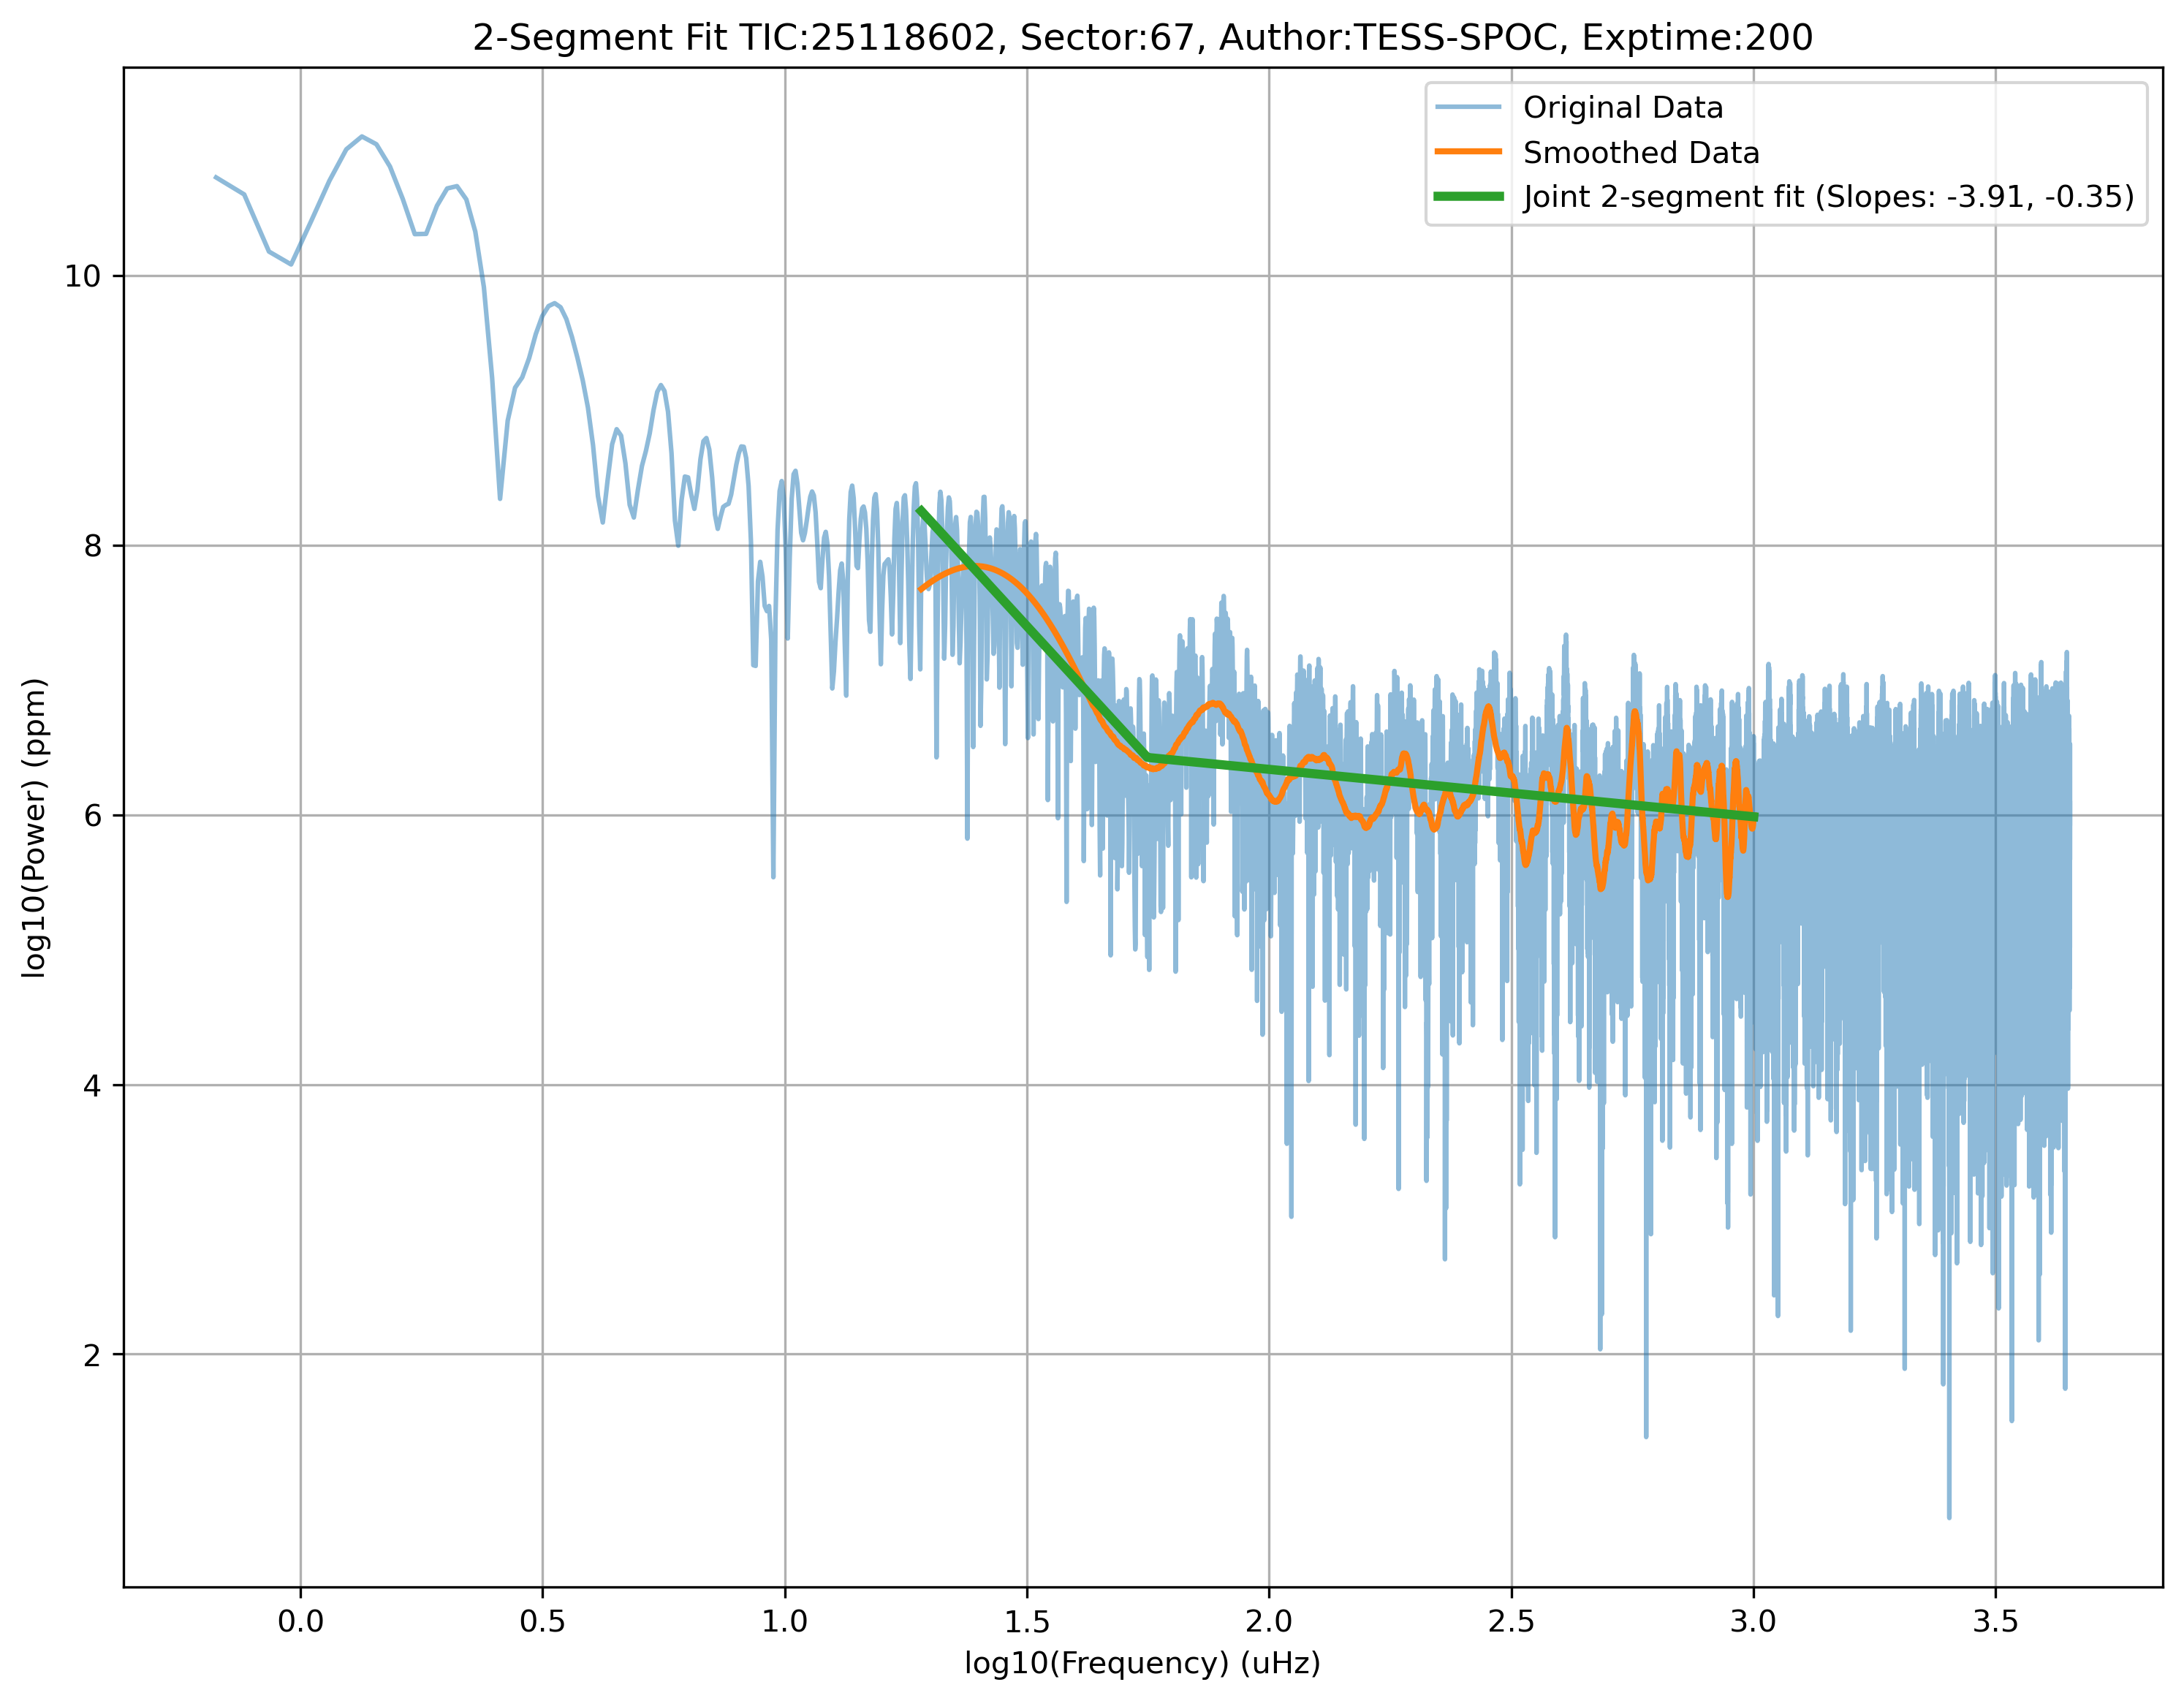 2-Segment Fit TIC:25118602, Sector:67, Author:TESS-SPOC, Exptime:200
Original Data
Smoothed Data
Joint 2-segment fit (Slopes: -3.91, -0.35)
log10(Power) (ppm)
10
8
6
4
2
0.0 0.5 1.0 1.5 2.0 2.5 3.0 3.5
log10(Frequency) (uHz)